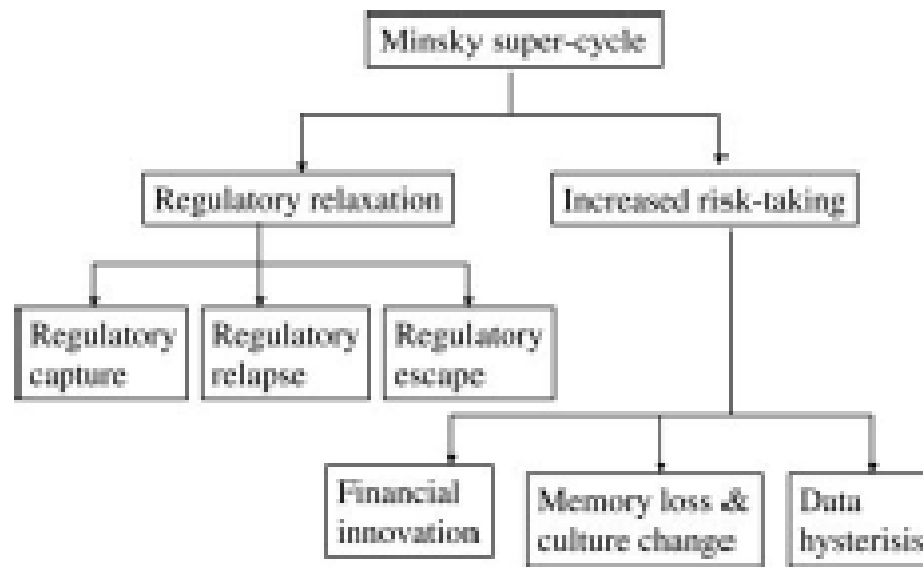 Minsky super-cycle
Regulatory relaxation
Increased risk-taking
Regulatory
capture
Regulatory
relapse
Regulatory
escape
Financial
innovation
Memory loss &
culture change
Data
hysterisis